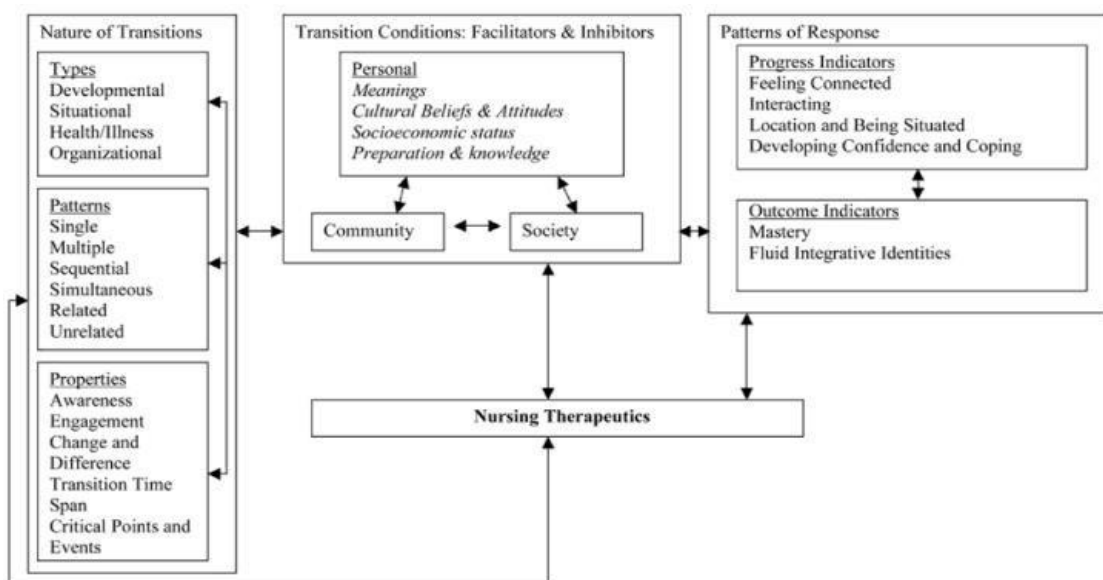 Nature of Transitions
Types
Developmental
Situational
Health/Illness
Organizational
Patterns
Single
Multiple
Sequential
Simultaneous
Related
Unrelated
Properties
Awareness
Engagement
Change and
Difference
Transition Time
Span
Critical Points and
Events
Transition Conditions: Facilitators & Inhibitors
Personal
Meanings
Cultural Beliefs & Attitudes
Socioeconomic status
Preparation & knowledge
Community
Society
Patterns of Response
Progress Indicators
Feeling Connected
Interacting
Location and Being Situated
Developing Confidence and Coping
Outcome Indicators
Mastery
Fluid Integrative Identities
Nursing Therapeutics